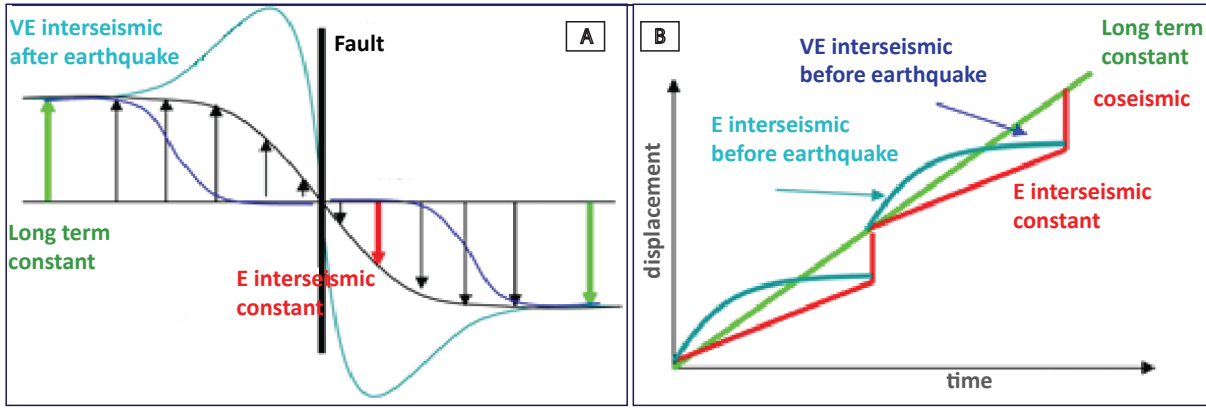 VE interseismic
after earthquake
Fault
A
Long term
constant
E interseismic
constant
B
VE interseismic
before earthquake
Long term
constant
coseismic
E interseismic
before earthquake
E interseismic
constant
displacement
time